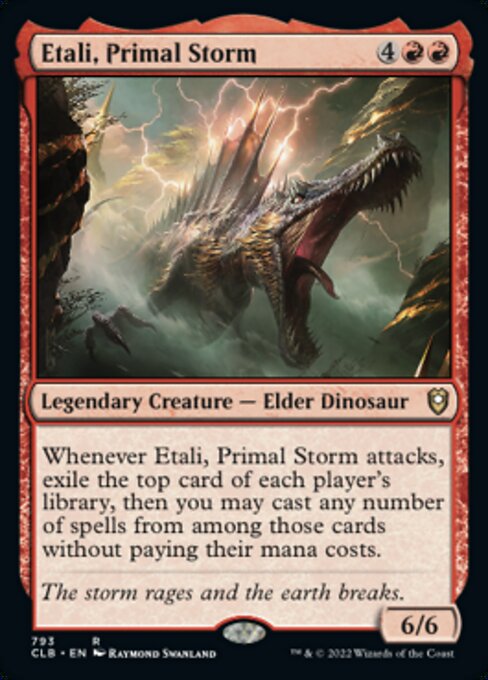 Etali, Primal Storm 4
Legendary Creature — Elder Dinosaur
Whenever Etali, Primal Storm attacks,
exile the top card of each player's
library, then you may cast any number
of spells from among those cards
without paying their mana costs.
The storm rages and the earth breaks.
6/6
793 R
CLB • EN Raymond Swanland
™ & © 2022 Wizards of the Coast